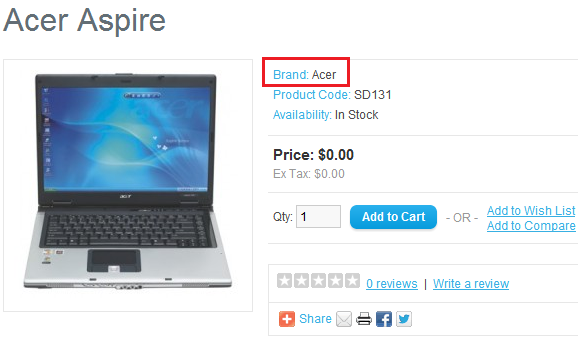 Acer Aspire
Brand: Acer
Product Code: SD131
Availability: In Stock
Price: $0.00
Ex Tax: $0.00
Qty: 1 Add to Cart - OR - Add to Wish List
Add to Compare
0 reviews | Write a review
Share
acer